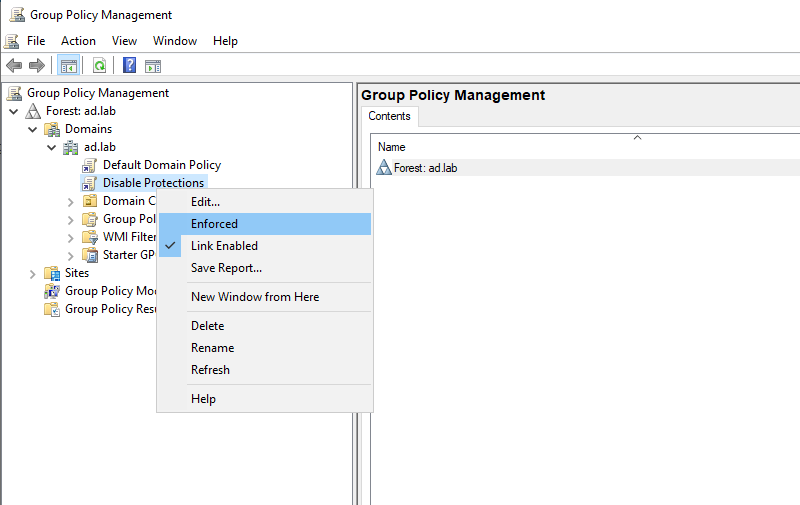 Group Policy Management
File Action View Window Help
Group Policy Management
Forest: ad.lab
Domains
ad.lab
Default Domain Policy
Disable Protections
Domain C
Group Pol
WMI Filter
Starter GP
Sites
Group Policy Mo
Group Policy Resu
Edit...
Enforced
Link Enabled
Save Report...
New Window from Here
Delete
Rename
Refresh
Help
Group Policy Management
Contents
Name
Forest: ad.lab